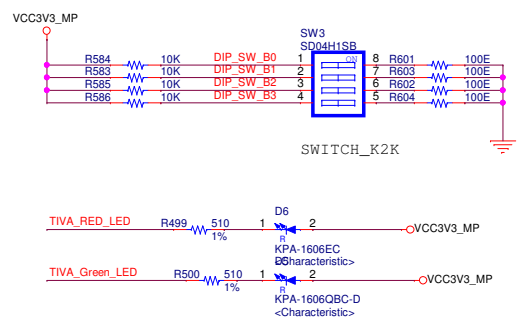 VCC3V3_MP
SW3
SD04H1SB
R584 10K DIP_SW_B0 1 ON 8 R601 100E
R583 10K DIP_SW_B1 2 7 R603 100E
R585 10K DIP_SW_B2 3 6 R602 100E
R586 10K DIP_SW_B3 4 5 R604 100E
SWITCH_K2K
D6
TIVA_RED_LED R499 510 1 2 VCC3V3_MP
1% R
KPA-1606EC
<Characteristic>
D5
TIVA_Green_LED R500 510 1 2 VCC3V3_MP
1% R
KPA-1606QBC-D
<Characteristic>